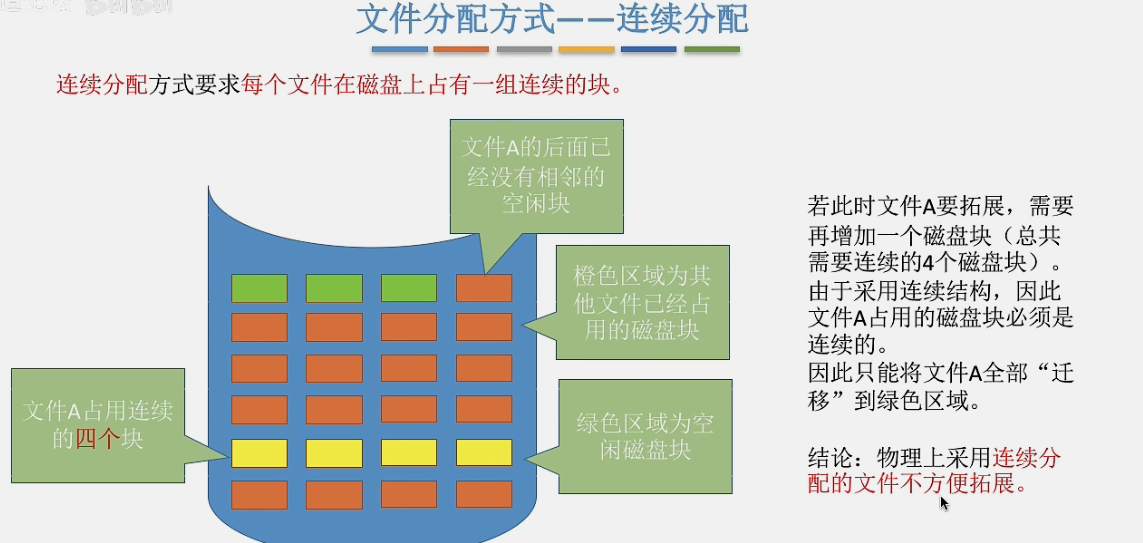 文件分配方式——连续分配
连续分配方式要求每个文件在磁盘上占有一组连续的块。
文件A的后面已
经没有相邻的
空闲块
橙色区域为其
他文件已经占
用的磁盘块
文件A占用连续
的四个块
绿色区域为空
闲磁盘块
若此时文件A要拓展，需要
再增加一个磁盘块（总共
需要连续的4个磁盘块）。
由于采用连续结构，因此
文件A占用的磁盘块必须是
连续的。
因此只能将文件A全部“迁
移”到绿色区域。
结论：物理上采用连续分
配的文件不方便拓展。